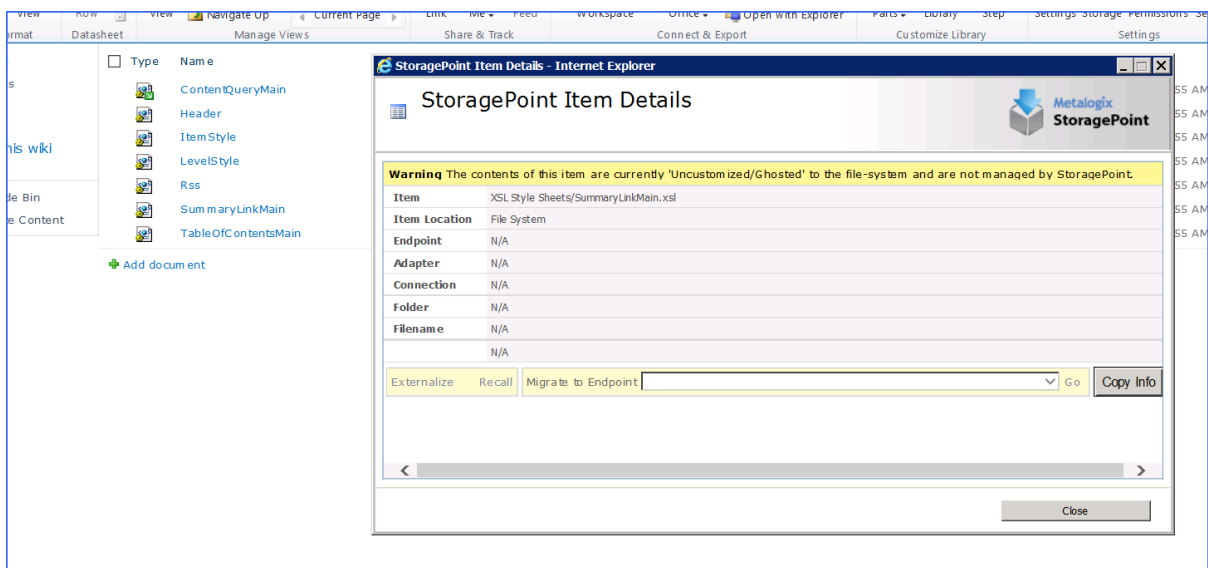 View Row View Navigate Up Current Page Link Me Feed Workspace Office Open with Explorer Parts Library Step Settings Storage Permissions Se
ormat Datasheet Manage Views Share & Track Connect & Export Customize Library Settings
s
his wiki
de Bin
e Content
Type Name
ContentQueryMain
Header
ItemStyle
LevelStyle
Rss
SummaryLinkMain
TableOfContentsMain
Add document
StoragePoint Item Details - Internet Explorer
StoragePoint Item Details
Metalogix
StoragePoint
Warning The contents of this item are currently 'Uncustomized/Ghosted' to the file-system and are not managed by StoragePoint.
Item XSL Style Sheets/SummaryLinkMain.xsl
Item Location File System
Endpoint N/A
Adapter N/A
Connection N/A
Folder N/A
Filename N/A
N/A
Externalize Recall Migrate to Endpoint Go Copy Info
Close
55 AM
55 AM
55 AM
55 AM
55 AM
55 AM
55 AM